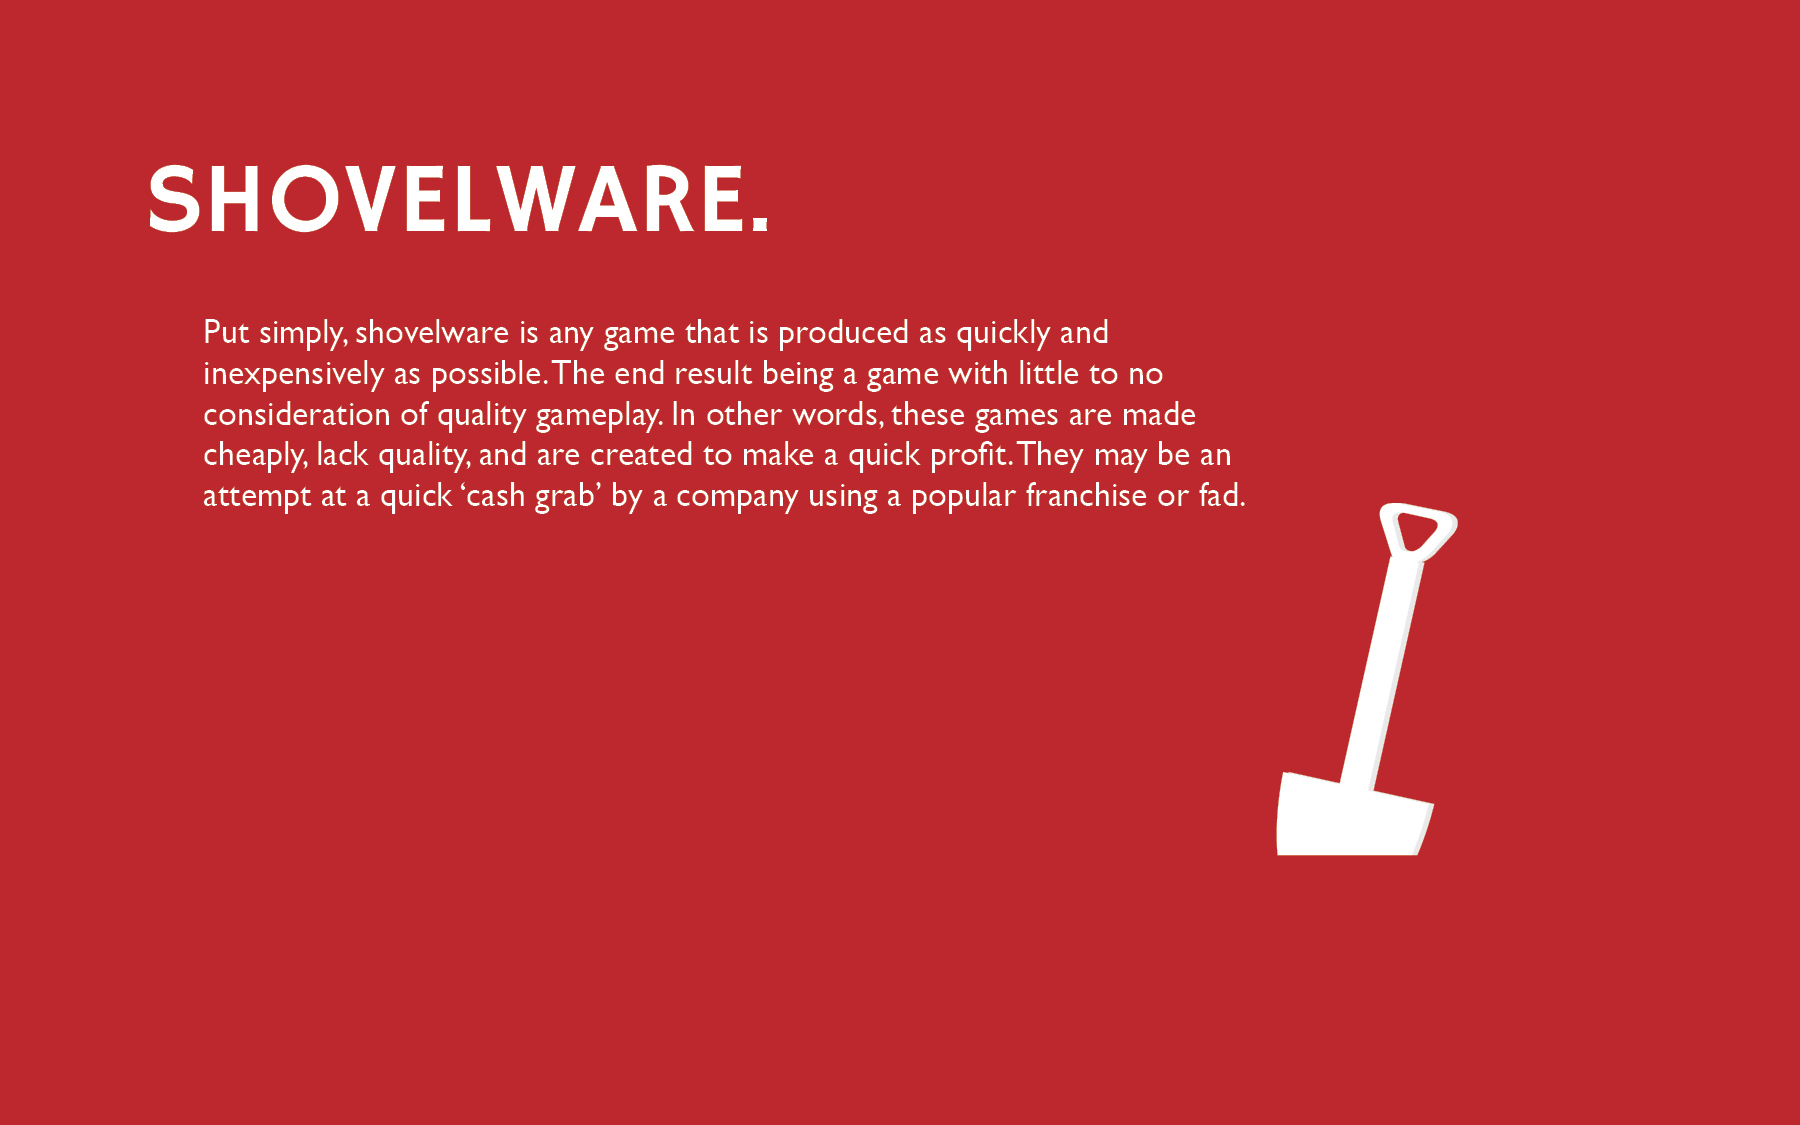 SHOVELWARE.
Put simply, shovelware is any game that is produced as quickly and
inexpensively as possible. The end result being a game with little to no
consideration of quality gameplay. In other words, these games are made
cheaply, lack quality, and are created to make a quick profit. They may be an
attempt at a quick ‘cash grab’ by a company using a popular franchise or fad.